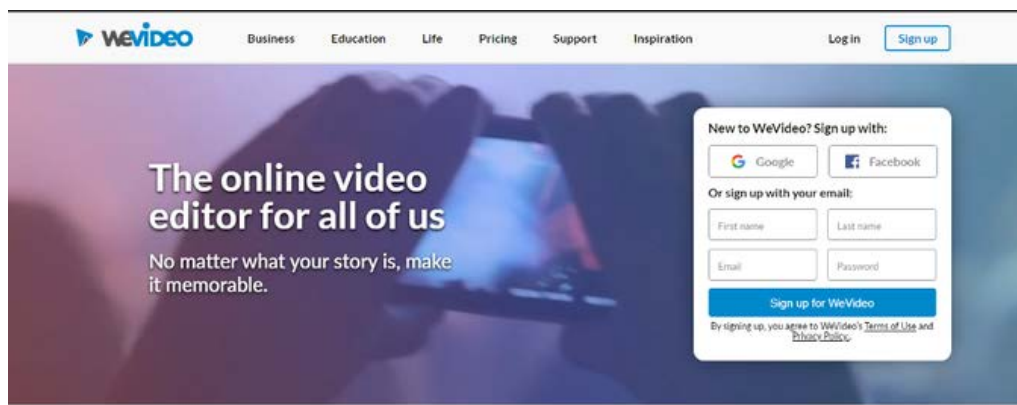 WeVideo
Business Education Life Pricing Support Inspiration Log in Sign up
The online video
editor for all of us
No matter what your story is, make
it memorable.
New to WeVideo? Sign up with:
Google Facebook
Or sign up with your email:
First name Last name
Email Password
Sign up for WeVideo
By signing up, you agree to WeVideo's Terms of Use and
Privacy Policy.